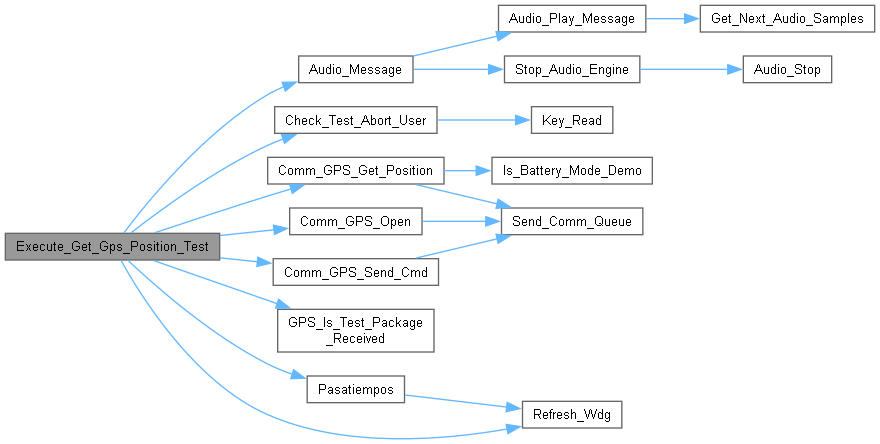 Audio_Play_Message
Get_Next_Audio_Samples
Audio_Message
Stop_Audio_Engine
Audio_Stop
Check_Test_Abort_User
Key_Read
Comm_GPS_Get_Position
Is_Battery_Mode_Demo
Comm_GPS_Open
Send_Comm_Queue
Execute_Get_Gps_Position_Test
Comm_GPS_Send_Cmd
GPS_Is_Test_Package
_Received
Pasatiempos
Refresh_Wdg